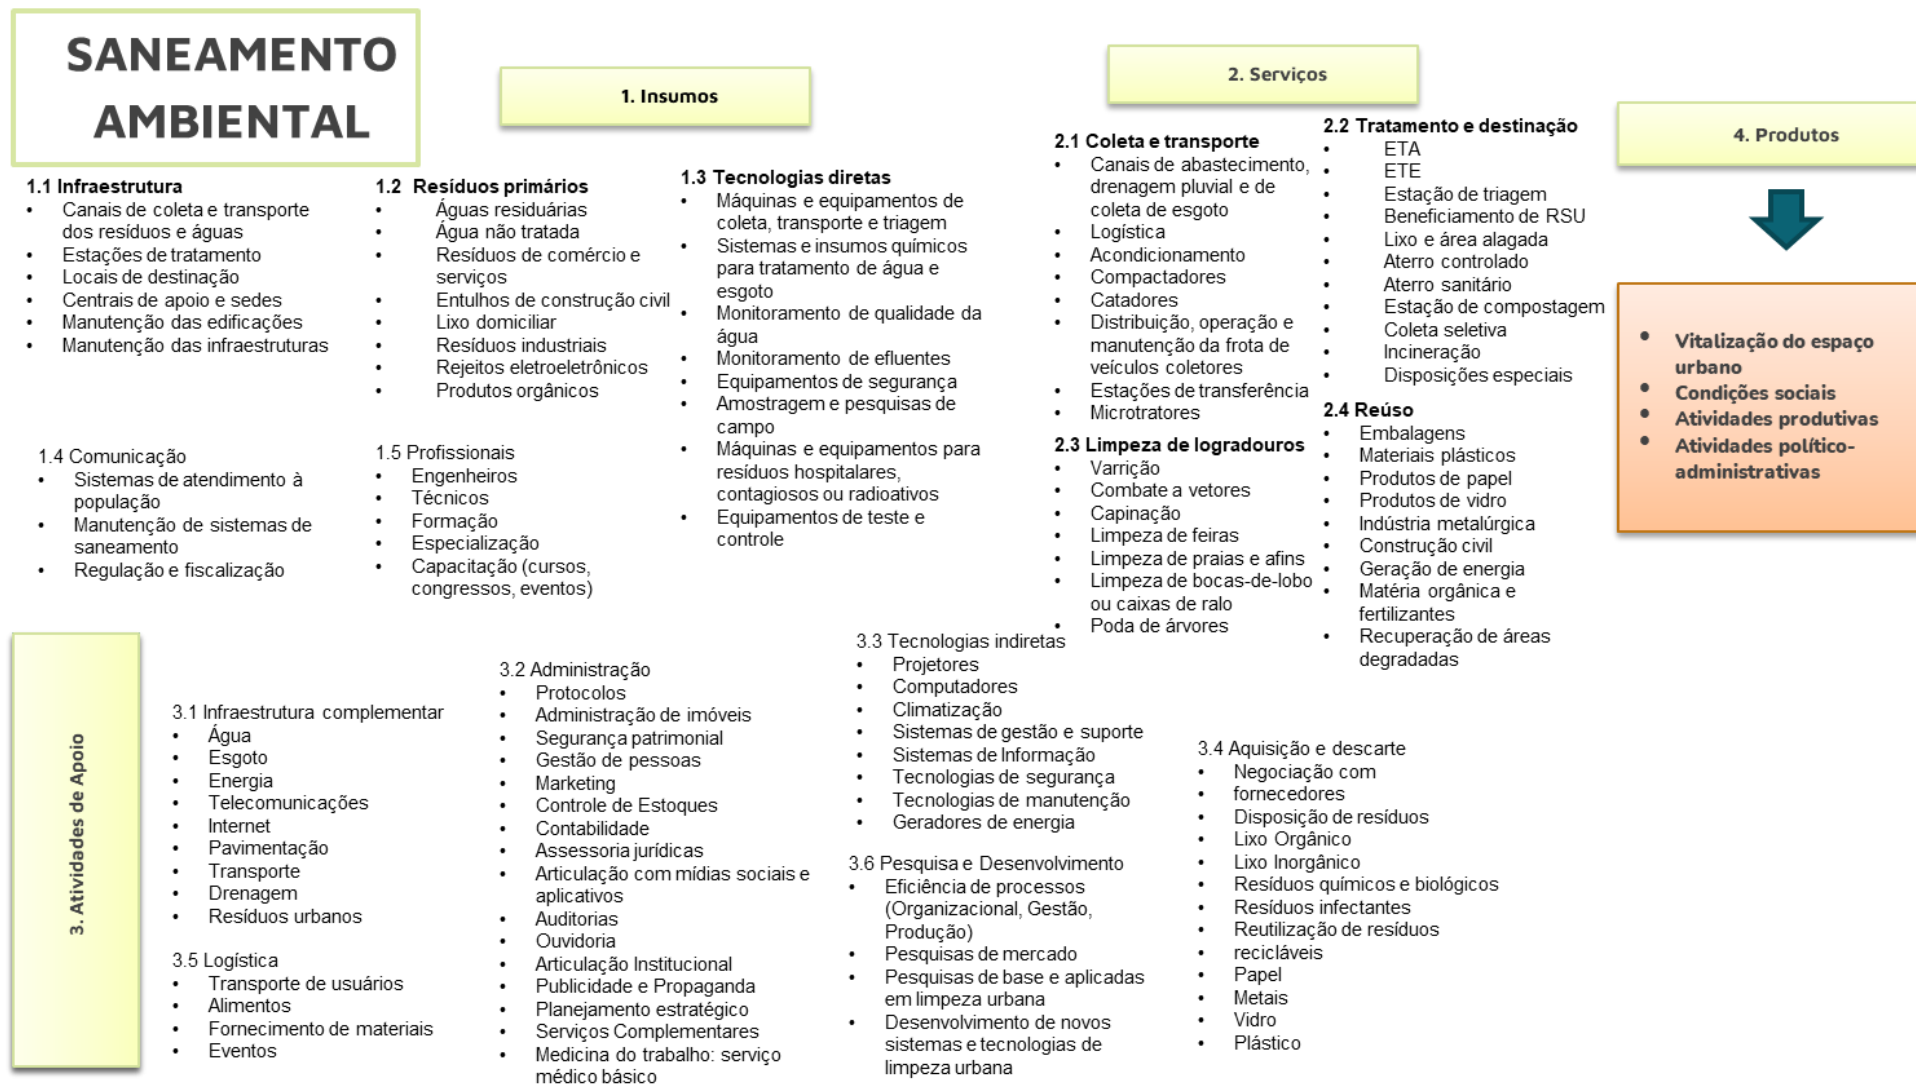 SANEAMENTO
AMBIENTAL
1. Insumos
1.1 Infraestrutura
• Canais de coleta e transporte
dos resíduos e águas
• Estações de tratamento
• Locais de destinação
• Centrais de apoio e sedes
• Manutenção das edificações
• Manutenção das infraestruturas
1.2 Resíduos primários
• Águas residuárias
• Água não tratada
• Resíduos de comércio e
serviços
• Entulhos de construção civil
• Lixo domiciliar
• Resíduos industriais
• Rejeitos eletroeletrônicos
• Produtos orgânicos
1.3 Tecnologias diretas
• Máquinas e equipamentos de
coleta, transporte e triagem
• Sistemas e insumos químicos
para tratamento de água e
esgoto
• Monitoramento de qualidade da
água
• Monitoramento de efluentes
• Equipamentos de segurança
• Amostragem e pesquisas de
campo
• Máquinas e equipamentos para
resíduos hospitalares,
contagiosos ou radioativos
• Equipamentos de teste e
controle
1.4 Comunicação
• Sistemas de atendimento à
população
• Manutenção de sistemas de
saneamento
• Regulação e fiscalização
1.5 Profissionais
• Engenheiros
• Técnicos
• Formação
• Especialização
• Capacitação (cursos,
congressos, eventos)
2. Serviços
2.1 Coleta e transporte
• Canais de abastecimento,
drenagem pluvial e de
coleta de esgoto
• Logística
• Acondicionamento
• Compactadores
• Catadores
• Distribuição, operação e
manutenção da frota de
veículos coletores
• Estações de transferência
• Microtratores
2.2 Tratamento e destinação
• ETA
• ETE
• Estação de triagem
• Beneficiamento de RSU
• Lixo e área alagada
• Aterro controlado
• Aterro sanitário
• Estação de compostagem
• Coleta seletiva
• Incineração
• Disposições especiais
2.3 Limpeza de logradouros
• Varrição
• Combate a vetores
• Capinação
• Limpeza de feiras
• Limpeza de praias e afins
• Limpeza de bocas-de-lobo
ou caixas de ralo
• Poda de árvores
2.4 Reúso
• Embalagens
• Materiais plásticos
• Produtos de papel
• Produtos de vidro
• Indústria metalúrgica
• Construção civil
• Geração de energia
• Matéria orgânica e
fertilizantes
• Recuperação de áreas
degradadas
4. Produtos
• Vitalização do espaço
urbano
• Condições sociais
• Atividades produtivas
• Atividades político-
administrativas
3. Atividades de Apoio
3.1 Infraestrutura complementar
• Água
• Esgoto
• Energia
• Telecomunicações
• Internet
• Pavimentação
• Transporte
• Drenagem
• Resíduos urbanos
3.2 Administração
• Protocolos
• Administração de imóveis
• Segurança patrimonial
• Gestão de pessoas
• Marketing
• Controle de Estoques
• Contabilidade
• Assessoria jurídicas
• Articulação com mídias sociais e
aplicativos
• Auditorias
• Ouvidoria
• Articulação Institucional
• Publicidade e Propaganda
• Planejamento estratégico
• Serviços Complementares
• Medicina do trabalho: serviço
médico básico
3.3 Tecnologias indiretas
• Projetores
• Computadores
• Climatização
• Sistemas de gestão e suporte
• Sistemas de Informação
• Tecnologias de segurança
• Tecnologias de manutenção
• Geradores de energia
3.4 Aquisição e descarte
• Negociação com
• fornecedores
• Disposição de resíduos
• Lixo Orgânico
• Lixo Inorgânico
• Resíduos químicos e biológicos
• Resíduos infectantes
• Reutilização de resíduos
• recicláveis
• Papel
• Metais
• Vidro
• Plástico
3.5 Logística
• Transporte de usuários
• Alimentos
• Fornecimento de materiais
• Eventos
3.6 Pesquisa e Desenvolvimento
• Eficiência de processos
(Organizacional, Gestão,
Produção)
• Pesquisas de mercado
• Pesquisas de base e aplicadas
em limpeza urbana
• Desenvolvimento de novos
sistemas e tecnologias de
limpeza urbana